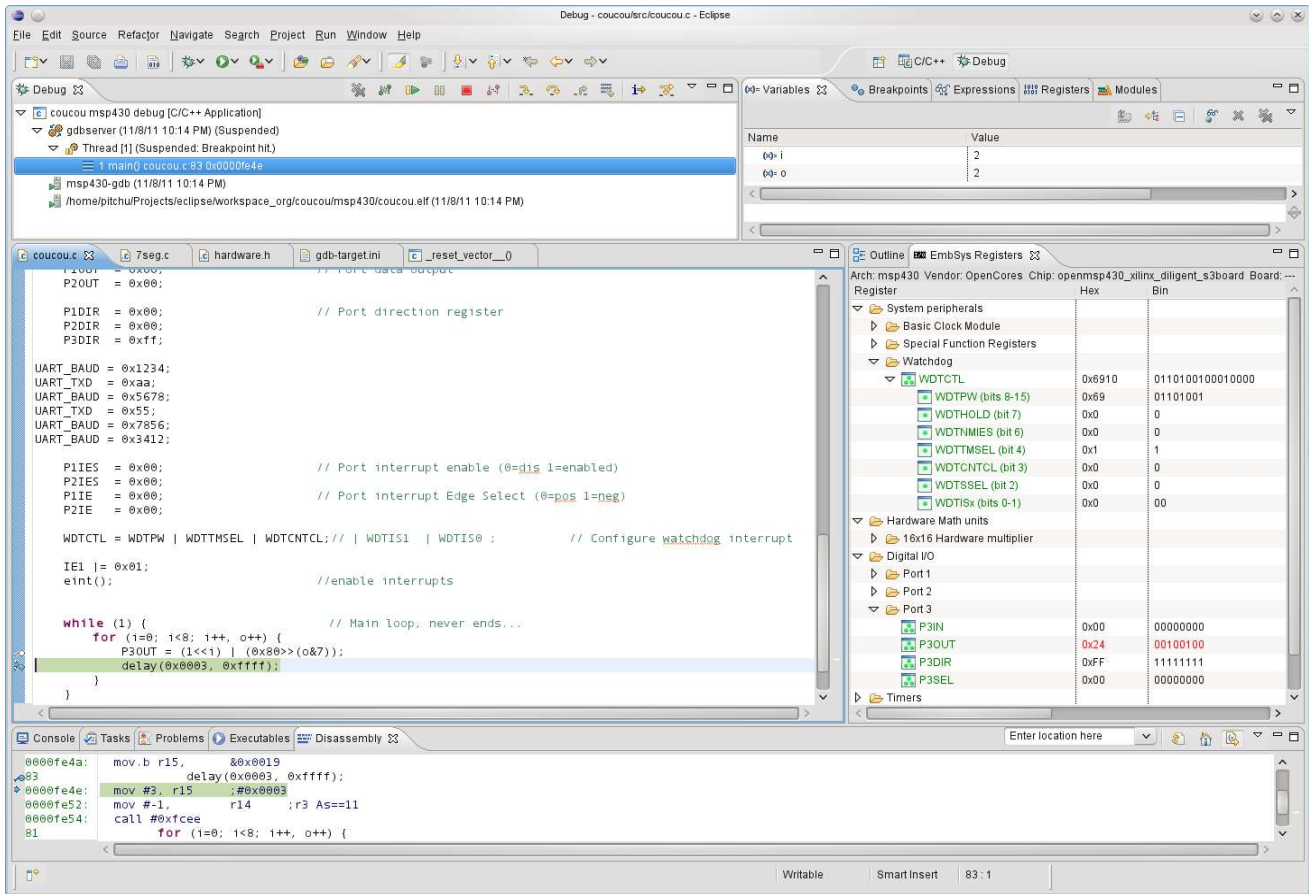 Debug - coucou/src/coucou.c - Eclipse
File Edit Source Refactor Navigate Search Project Run Window Help
C/C++ Debug
Debug
coucou msp430 debug [C/C++ Application]
gdbserver (11/8/11 10:14 PM) (Suspended)
Thread [1] (Suspended: Breakpoint hit.)
1 main() coucou.c:83 0x0000fe4e
msp430-gdb (11/8/11 10:14 PM)
/home/pitchu/Projects/eclipse/workspace_org/coucou/msp430/coucou.elf (11/8/11 10:14 PM)
(x)= Variables Breakpoints Expressions Registers Modules
Name Value
(x)= i 2
(x)= o 2
coucou.c 7seg.c hardware.h gdb-target.ini _reset_vector__()
P1OUT = 0x00; // Port data output
P2OUT = 0x00;
P1DIR = 0x00; // Port direction register
P2DIR = 0x00;
P3DIR = 0xff;
UART_BAUD = 0x1234;
UART_TXD = 0xaa;
UART_BAUD = 0x5678;
UART_TXD = 0x55;
UART_BAUD = 0x7856;
UART_BAUD = 0x3412;
P1IES = 0x00; // Port interrupt enable (0=dis 1=enabled)
P2IES = 0x00;
P1IE = 0x00; // Port interrupt Edge Select (0=pos 1=neg)
P2IE = 0x00;
WDTCTL = WDTPW | WDTTMSEL | WDTCNTCL;// | WDTIS1 | WDTIS0 ; // Configure watchdog interrupt
IE1 |= 0x01;
eint(); //enable interrupts
while (1) { // Main loop, never ends...
for (i=0; i<8; i++, o++) {
P3OUT = (1<<i) | (0x80>>(o&7));
delay(0x0003, 0xffff);
}
}
Outline EmbSys Registers
Arch: msp430 Vendor: OpenCores Chip: openmsp430_xilinx_diligent_s3board Board: ---
Register Hex Bin
System peripherals
Basic Clock Module
Special Function Registers
Watchdog
WDTCTL 0x6910 0110100100010000
WDTPW (bits 8-15) 0x69 01101001
WDTHOLD (bit 7) 0x0 0
WDTNMIES (bit 6) 0x0 0
WDTTMSEL (bit 4) 0x1 1
WDTCNTCL (bit 3) 0x0 0
WDTSSEL (bit 2) 0x0 0
WDTISx (bits 0-1) 0x0 00
Hardware Math units
16x16 Hardware multiplier
Digital I/O
Port 1
Port 2
Port 3
P3IN 0x00 00000000
P3OUT 0x24 00100100
P3DIR 0xFF 11111111
P3SEL 0x00 00000000
Timers
Console Tasks Problems Executables Disassembly
Enter location here
0000fe4a: mov.b r15, &0x0019
83 delay(0x0003, 0xffff);
0000fe4e: mov #3, r15 ;#0x0003
0000fe52: mov #-1, r14 ;r3 As==11
0000fe54: call #0xfcee
81 for (i=0; i<8; i++, o++) {
Writable Smart Insert 83 : 1